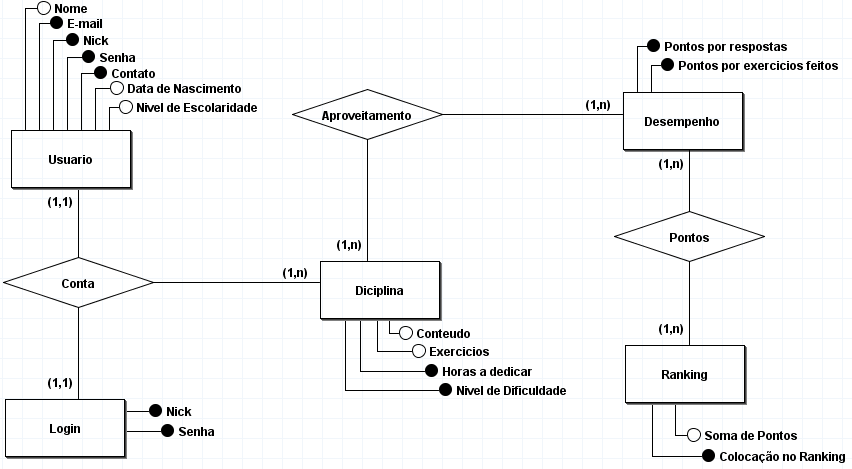 Nome
E-mail
Nick
Senha
Contato
Data de Nascimento
Nivel de Escolaridade
Usuario
(1,1)
Conta
(1,n)
(1,1)
Login
Nick
Senha
Aproveitamento
(1,n)
(1,n)
Diciplina
Conteudo
Exercicios
Horas a dedicar
Nivel de Dificuldade
Pontos por respostas
Pontos por exercicios feitos
Desempenho
(1,n)
Pontos
(1,n)
Ranking
Soma de Pontos
Colocação no Ranking